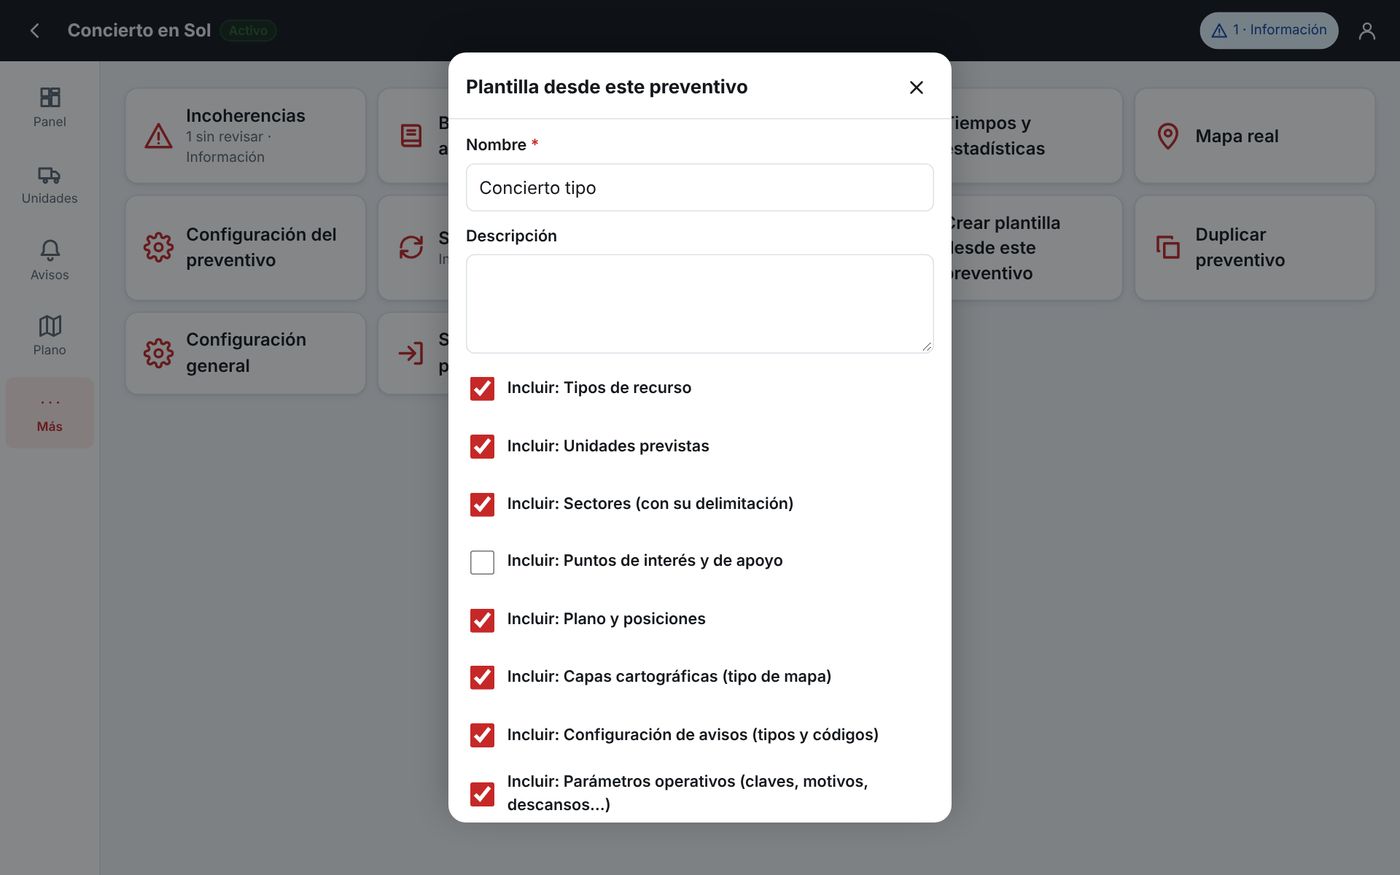 Concierto en Sol
Activo
1 · Información
Panel
Unidades
Avisos
Plano
Más
Incoherencias
1 sin revisar ·
Información
Tiempos y
estadísticas
Mapa real
Configuración del
preventivo
Crear plantilla
desde este
preventivo
Duplicar
preventivo
Configuración
general
Plantilla desde este preventivo
Nombre *
Concierto tipo
Descripción
Incluir: Tipos de recurso
Incluir: Unidades previstas
Incluir: Sectores (con su delimitación)
Incluir: Puntos de interés y de apoyo
Incluir: Plano y posiciones
Incluir: Capas cartográficas (tipo de mapa)
Incluir: Configuración de avisos (tipos y códigos)
Incluir: Parámetros operativos (claves, motivos,
descansos...)